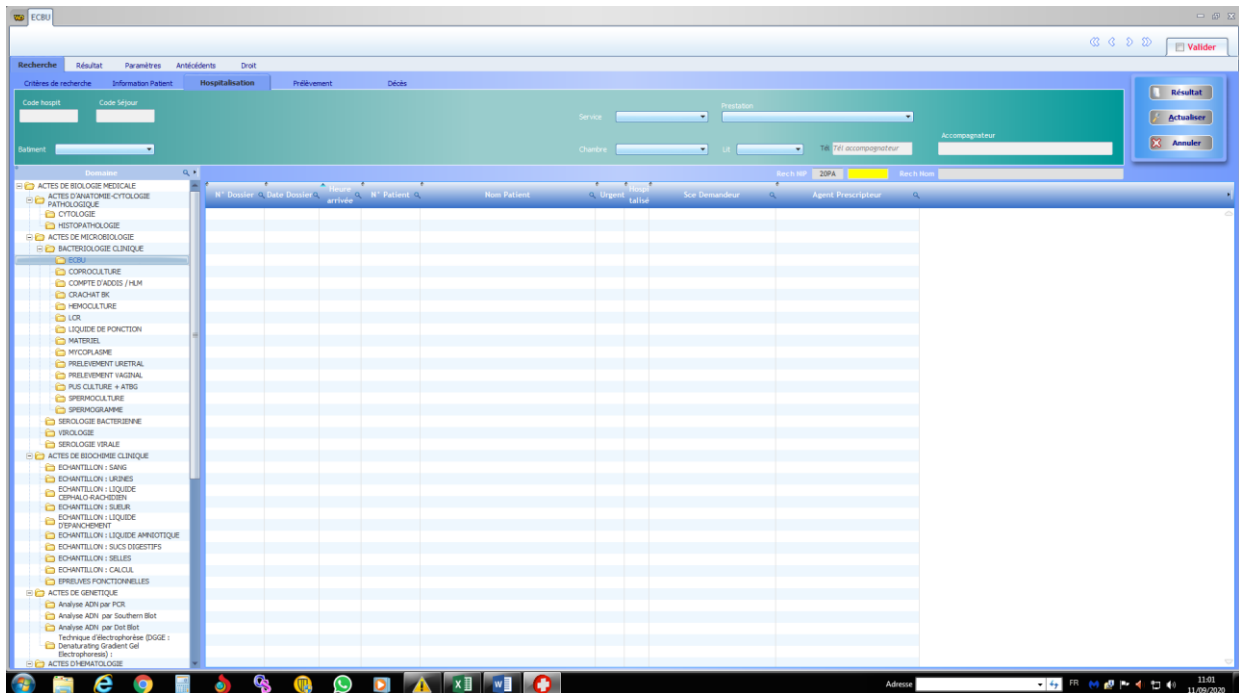 ECBU
Valider
Recherche Résultat Paramètres Antécédents Droit
Critères de recherche Information Patient Hospitalisation Prélèvement Décès
Résultat
Code hosprit Code Séjour
Prestation
Service
Actualiser
Accompagnateur
Batiment
Chambre Lit Tél Tél accompagnateur
Annuler
Domaine
Rech NIP 20PA Rech Nom
N° Dossier Date Dossier Heure arrivée N° Patient Nom Patient Urgent Hospi talisé Sce Demandeur Agent Prescripteur
ACTES DE BIOLOGIE MEDICALE
ACTES D'ANATOMIE-CYTOLOGIE
PATHOLOGIQUE
CYTOLOGIE
HISTOPATHOLOGIE
ACTES DE MICROBIOLOGIE
BACTERIOLOGIE CLINIQUE
ECBU
COPROCULTURE
COMPTE D'ADDIS / HLM
CRACHAT BK
HEMOCULTURE
LCR
LIQUIDE DE PONCTION
MATERIEL
MYCOPLASME
PRELEVEMENT URETRAL
PRELEVEMENT VAGINAL
PUS CULTURE + ATBG
SPERMOCULTURE
SPERMOGRAMME
SEROLOGIE BACTERIENNE
VIROLOGIE
SEROLOGIE VIRALE
ACTES DE BIOCHIMIE CLINIQUE
ECHANTILLON : SANG
ECHANTILLON : URINES
ECHANTILLON : LIQUIDE
CEPHALO-RACHIDIEN
ECHANTILLON : SUEUR
ECHANTILLON : LIQUIDE
D'EPANCHEMENT
ECHANTILLON : LIQUIDE AMNIOTIQUE
ECHANTILLON : SUCS DIGESTIFS
ECHANTILLON : SELLES
ECHANTILLON : CALCUL
EPREUVES FONCTIONNELLES
ACTES DE GENETIQUE
Analyse ADN par PCR
Analyse ADN par Southern Blot
Analyse ADN par Dot Blot
Technique d'électrophorèse (DGGE :
Denaturating Gradient Gel
Electrophoresis) :
ACTES D'HEMATOLOGIE
Adresse FR 11:01
11/09/2020